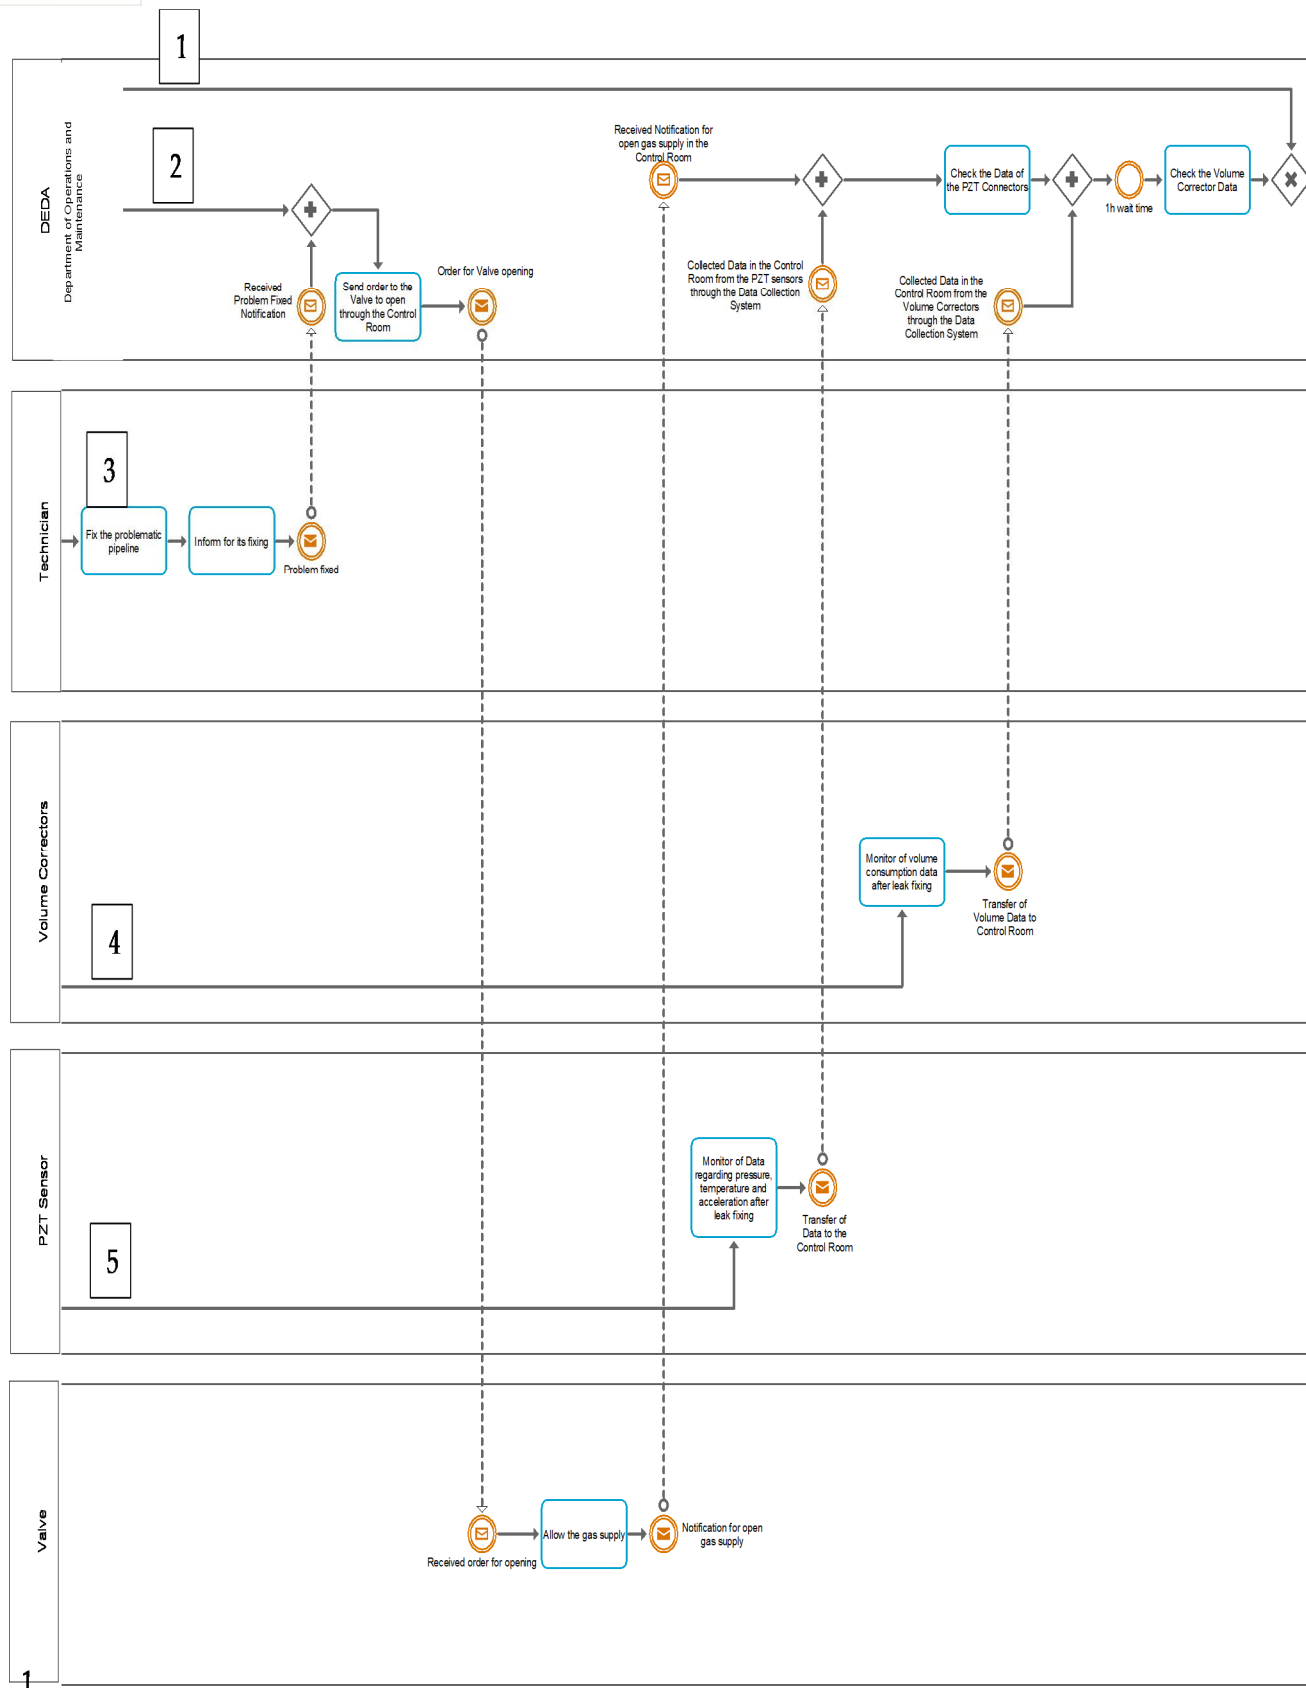 1
2
DEDA
Department of Operations and
Maintenance
Received
Problem Fixed
Notification
Send order to the
Valve to open
through the Control
Room
Order for Valve opening
Received Notification for
open gas supply in the
Control Room
Collected Data in the Control
Room from the PZT sensors
through the Data Collection
System
Check the Data of
the PZT Connectors
Collected Data in the
Control Room from the
Volume Correctors
through the Data
Collection System
1h wait time
Check the Volume
Corrector Data
Technician
3
Fix the problematic
pipeline
Inform for its fixing
Problem fixed
Volume Correctors
4
Monitor of volume
consumption data
after leak fixing
Transfer of
Volume Data to
Control Room
PZT Sensor
5
Monitor of Data
regarding pressure,
temperature and
acceleration after
leak fixing
Transfer of
Data to the
Control Room
Valve
Received order for opening
Allow the gas supply
Notification for open
gas supply
1